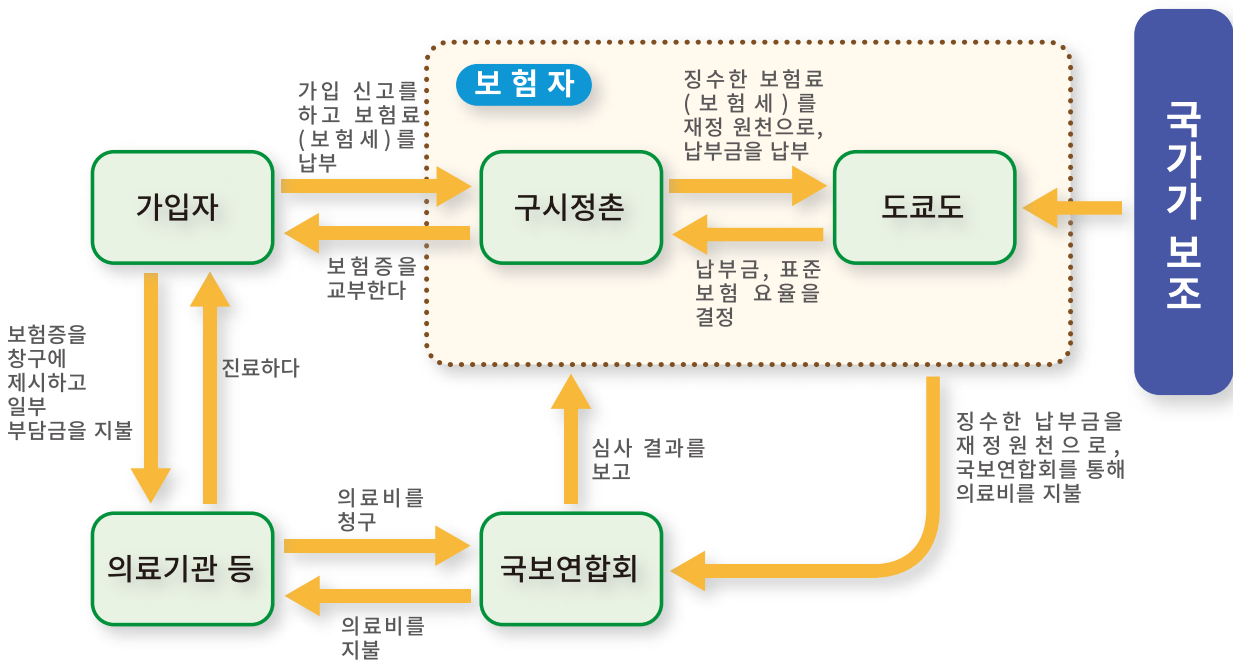 보험자
가입 신고를
하고 보험료
(보험세)를
납부
징수한 보험료
(보험세)를
재정 원천으로,
납부금을 납부
국가가 보조
가입자
구시정촌
도쿄도
보험증을
교부한다
납부금, 표준
보험 요율을
결정
보험증을
창구에
제시하고
일부
부담금을 지불
진료하다
심사 결과를
보고
징수한 납부금을
재정원천으로,
국보연합회를 통해
의료비를 지불
의료비를
청구
의료기관 등
국보연합회
의료비를
지불